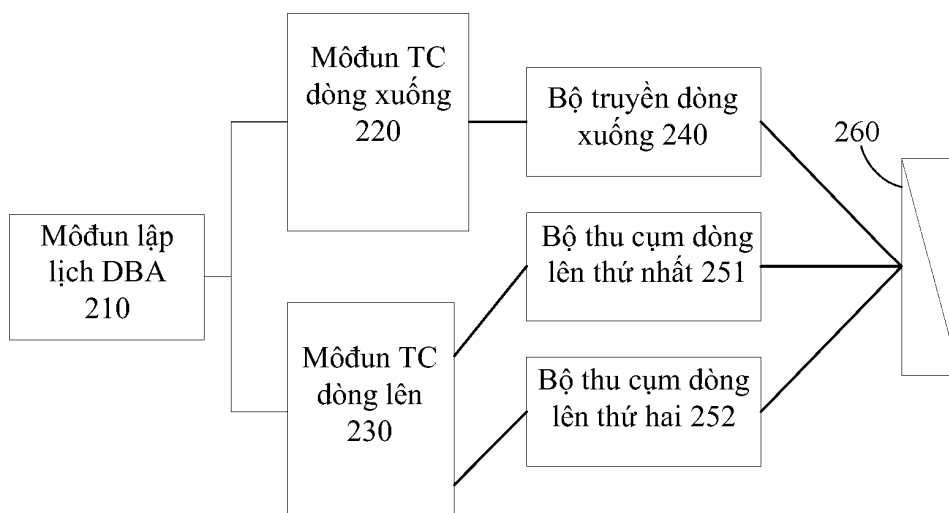 Môđun lập
lịch DBA
210
Môđun TC
dòng xuống
220
Môđun TC
dòng lên
230
Bộ truyền dòng
xuống 240
Bộ thu cụm dòng
lên thứ nhất 251
Bộ thu cụm dòng
lên thứ hai 252
260